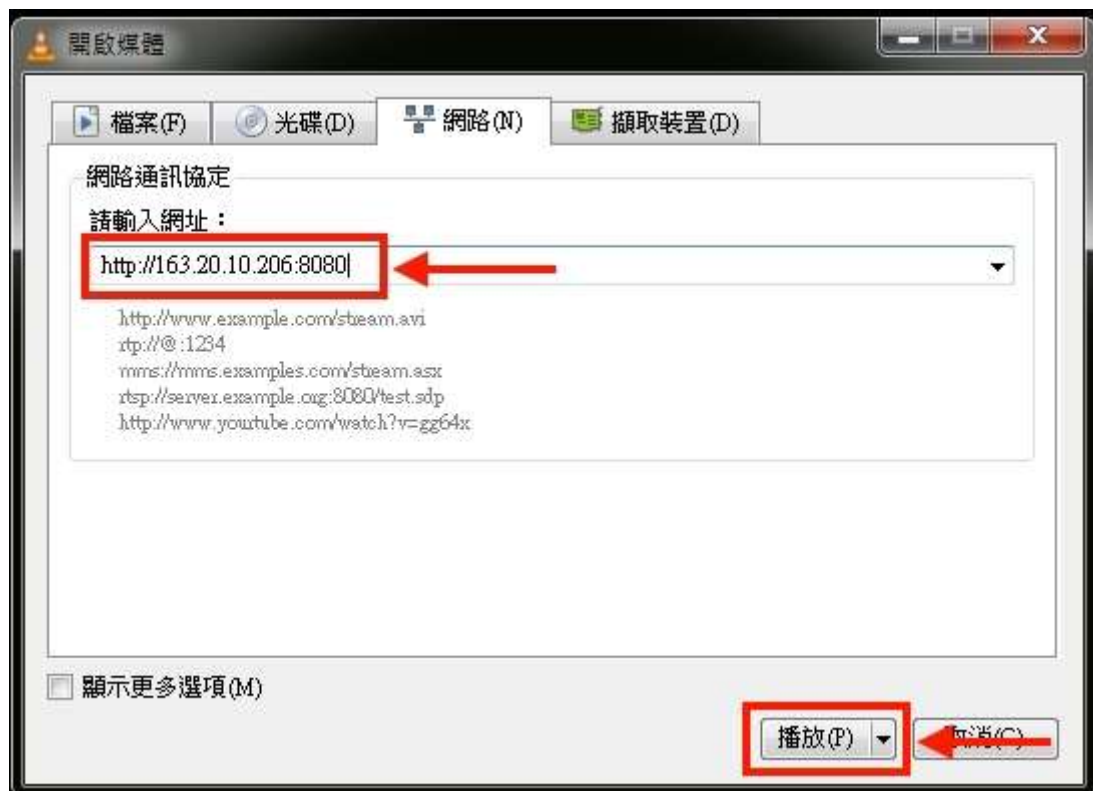 開啟媒體
檔案(F)
光碟(D)
網路(N)
擷取裝置(D)
網路通訊協定
請輸入網址：
http://163.20.10.206:8080
http://www.example.com/stream.avi
rtp://@:1234
mms://mms.examples.com/stream.asx
rtsp://server.example.org:8080/test.sdp
http://www.yourtube.com/watch?v=gg64x
顯示更多選項(M)
播放(P)
取消(C)